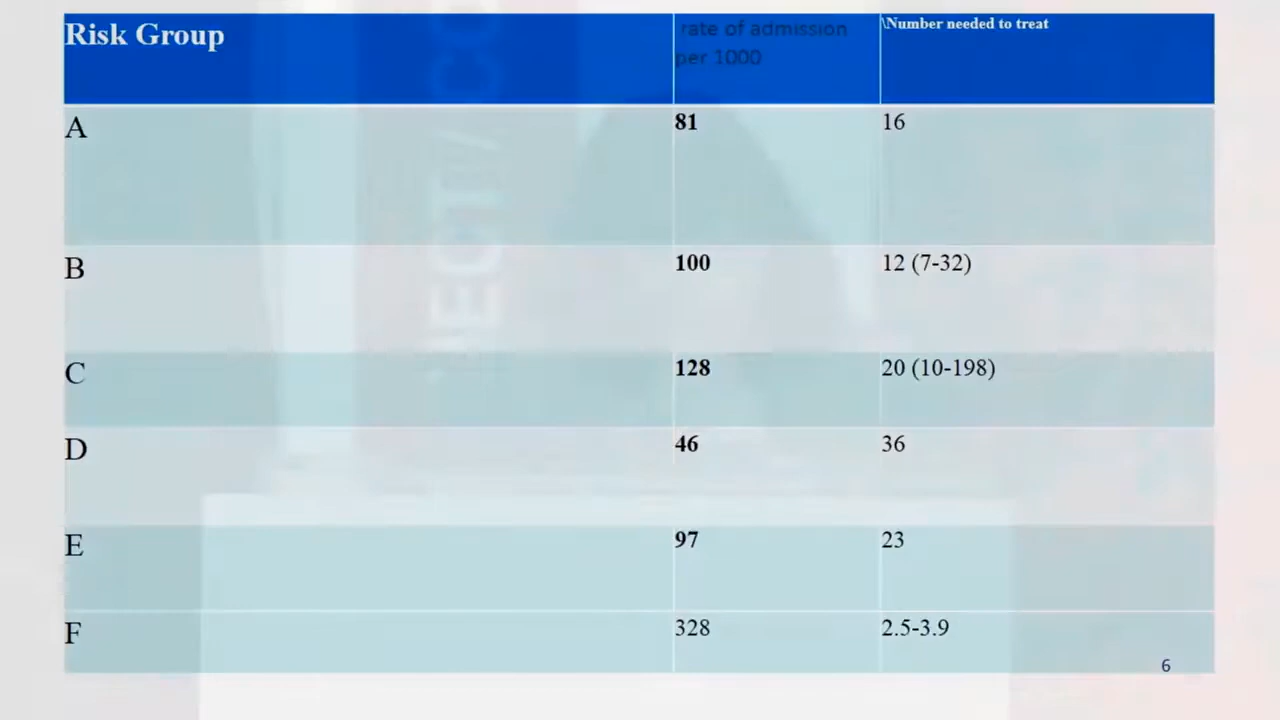 Risk Group rate of admission per 1000 \Number needed to treat
A 81 16
B 100 12 (7-32)
C 128 20 (10-198)
D 46 36
E 97 23
F 328 2.5-3.9
6